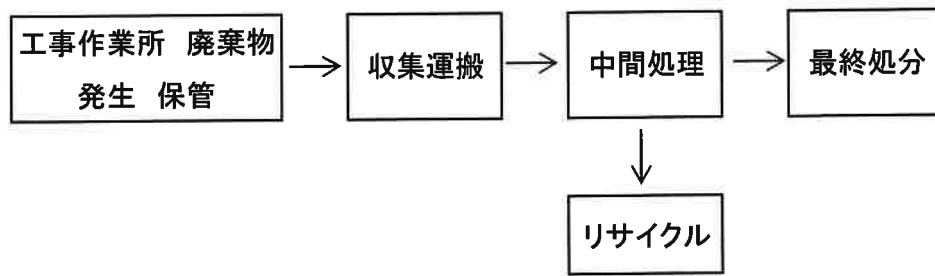 工事作業所 廃棄物
発生 保管
収集運搬
中間処理
最終処分
リサイクル